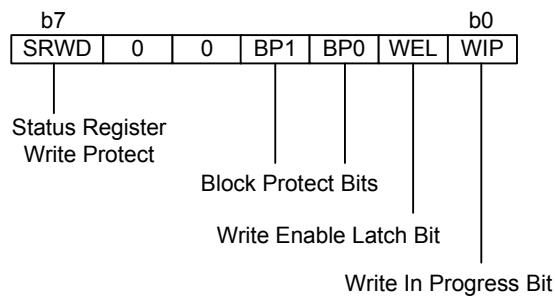 b7 b0
SRWD 0 0 BP1 BP0 WEL WIP
Status Register
Write Protect
Block Protect Bits
Write Enable Latch Bit
Write In Progress Bit